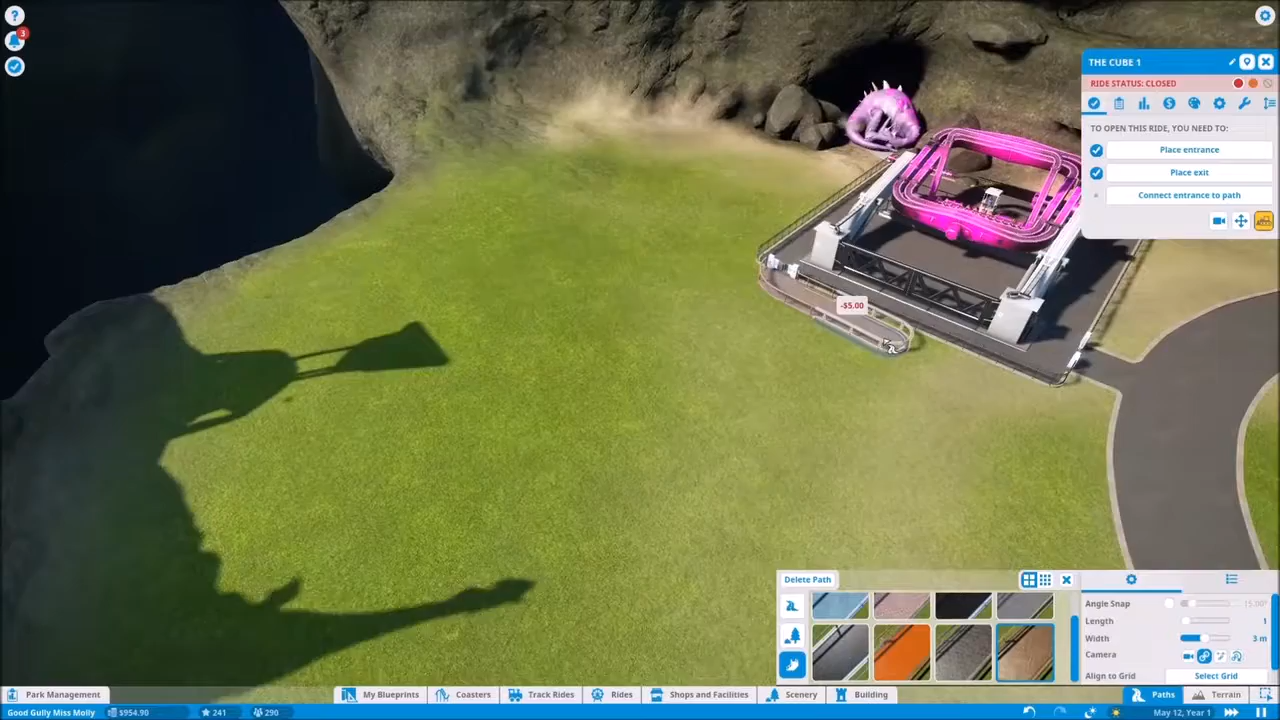 ?
3
THE CUBE 1
RIDE STATUS: CLOSED
TO OPEN THIS RIDE, YOU NEED TO:
Place entrance
Place exit
Connect entrance to path
-$5.00
Delete Path
Angle Snap
15.00°
Length 1
Width 3 m
Camera
Align to Grid Select Grid
Park Management
My Blueprints
Coasters
Track Rides
Rides
Shops and Facilities
Scenery
Building
Paths
Terrain
Good Gully Miss Molly
$954.90
241
290
May 12, Year 1